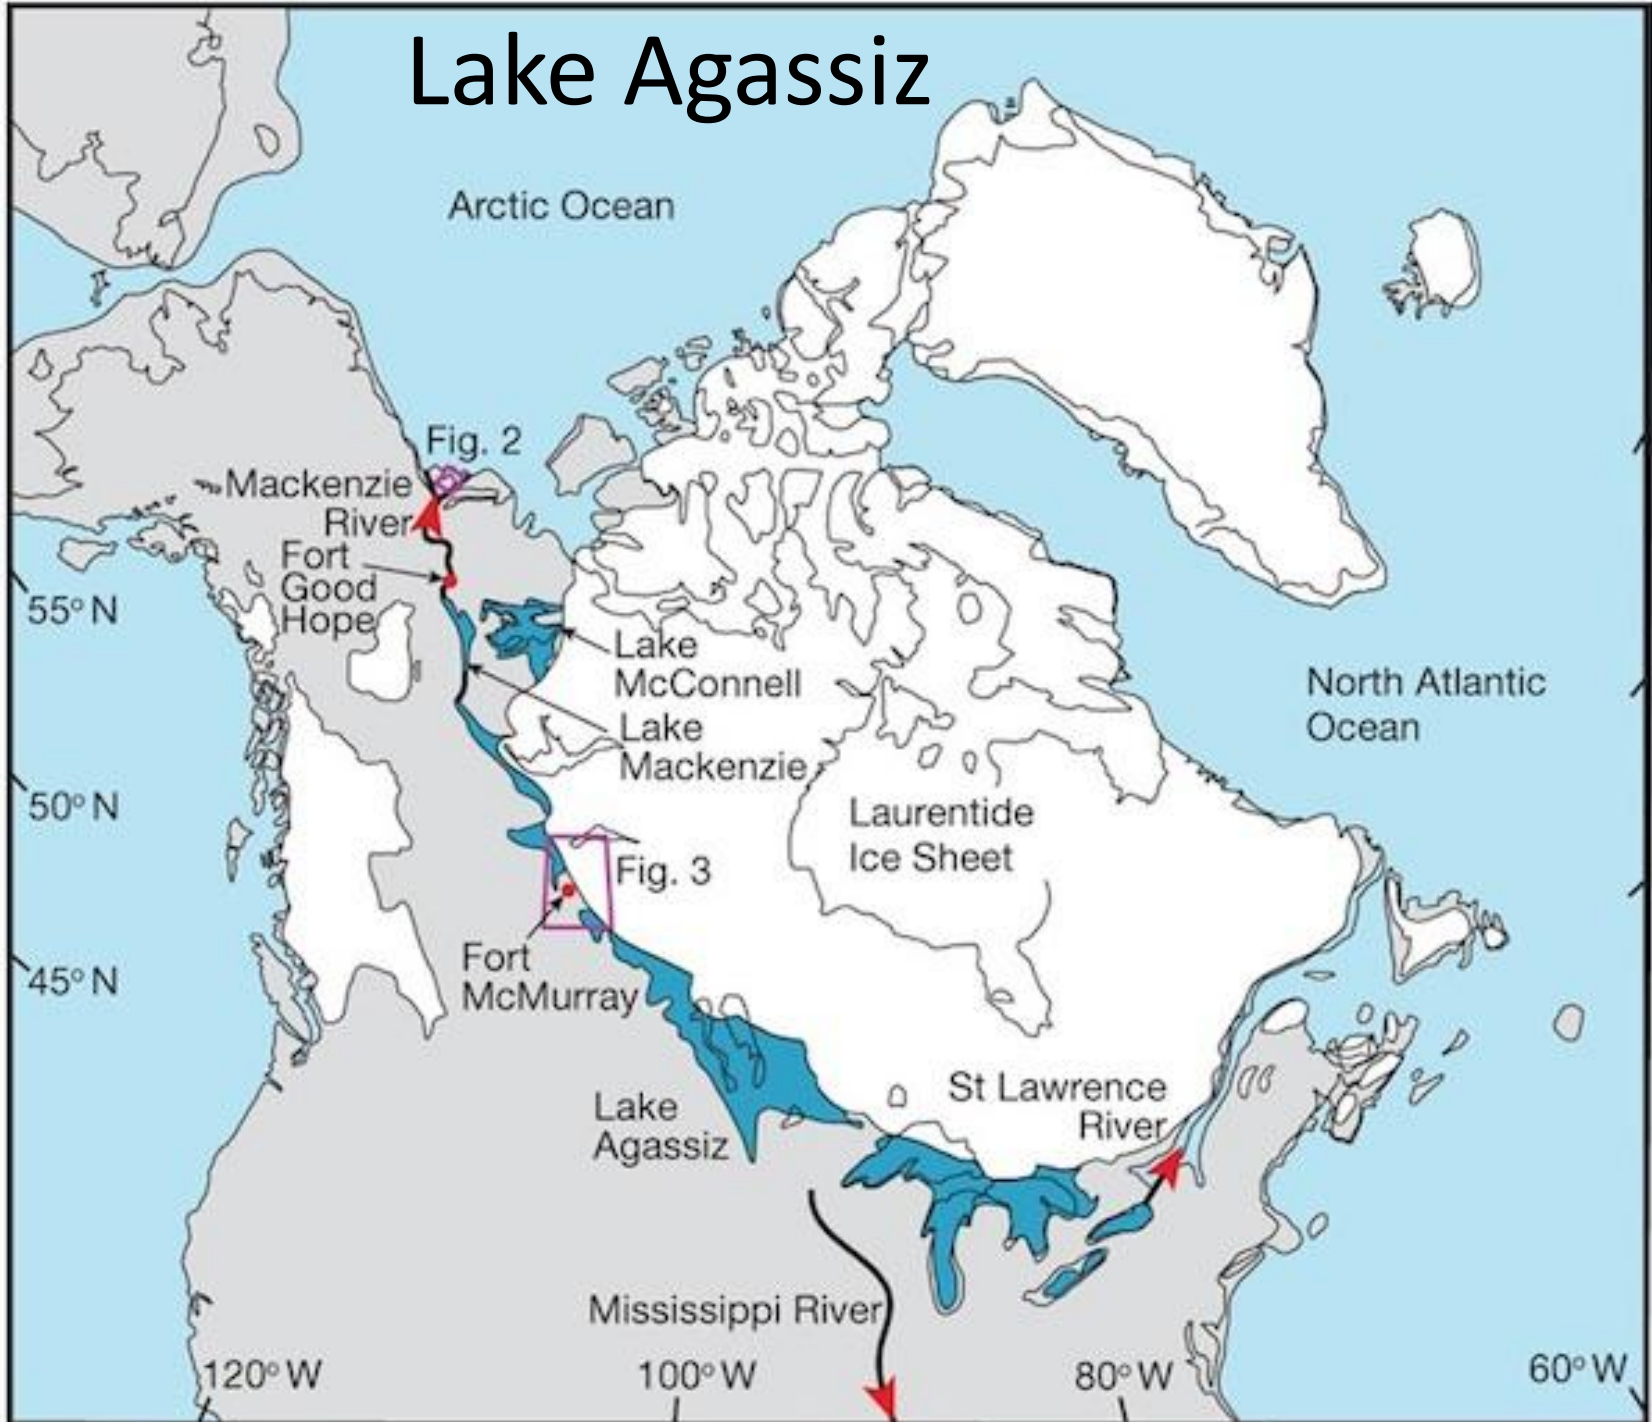 Lake Agassiz
Arctic Ocean
Fig. 2
Mackenzie
River
Fort
Good
Hope
55° N
Lake
McConnell
North Atlantic
Ocean
Lake
Mackenzie
50° N
Laurentide
Ice Sheet
Fig. 3
Fort
McMurray
45° N
St Lawrence
River
Lake
Agassiz
Mississippi River
120° W
100° W
80° W
60° W